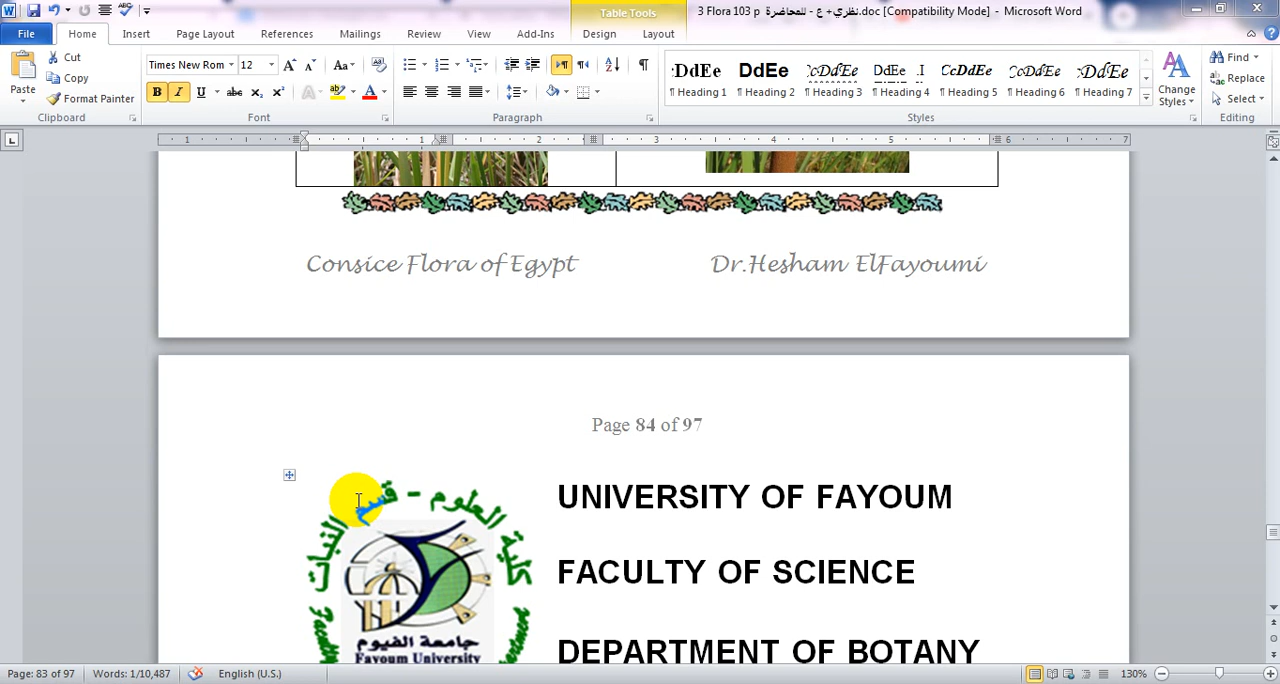 Table Tools
3 Flora 103 p نظري+ ع - للمحاضرة.doc [Compatibility Mode] - Microsoft Word
File Home Insert Page Layout References Mailings Review View Add-Ins Design Layout
Cut
Copy
Format Painter
Paste
Times New Rom 12
Find
Replace
Select
Change Styles
¶ Heading 1 ¶ Heading 2 ¶ Heading 3 ¶ Heading 4 ¶ Heading 5 ¶ Heading 6 ¶ Heading 7
Clipboard Font Paragraph Styles Editing
Consice Flora of Egypt Dr.Hesham ElFayoumi
Page 84 of 97
كلية العلوم - قسم النبات
UNIVERSITY OF FAYOUM
FACULTY OF SCIENCE
جامعة الفيوم
Fayoum University
DEPARTMENT OF BOTANY
Page: 83 of 97 Words: 1/10,487 English (U.S.) 130%